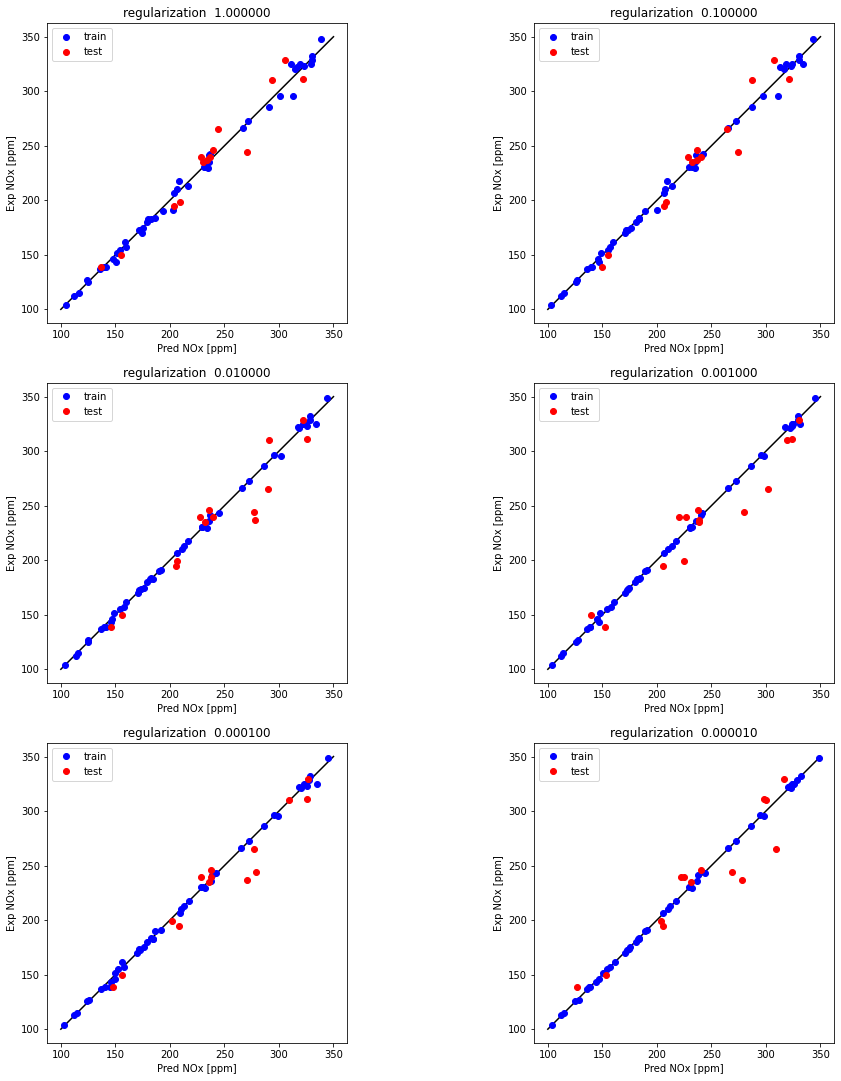 regularization  1.000000
train
test
Exp NOx [ppm]
350
300
250
200
150
100
100 150 200 250 300 350
Pred NOx [ppm]
regularization  0.100000
train
test
Exp NOx [ppm]
350
300
250
200
150
100
100 150 200 250 300 350
Pred NOx [ppm]
regularization  0.010000
train
test
Exp NOx [ppm]
350
300
250
200
150
100
100 150 200 250 300 350
Pred NOx [ppm]
regularization  0.001000
train
test
Exp NOx [ppm]
350
300
250
200
150
100
100 150 200 250 300 350
Pred NOx [ppm]
regularization  0.000100
train
test
Exp NOx [ppm]
350
300
250
200
150
100
100 150 200 250 300 350
Pred NOx [ppm]
regularization  0.000010
train
test
Exp NOx [ppm]
350
300
250
200
150
100
100 150 200 250 300 350
Pred NOx [ppm]